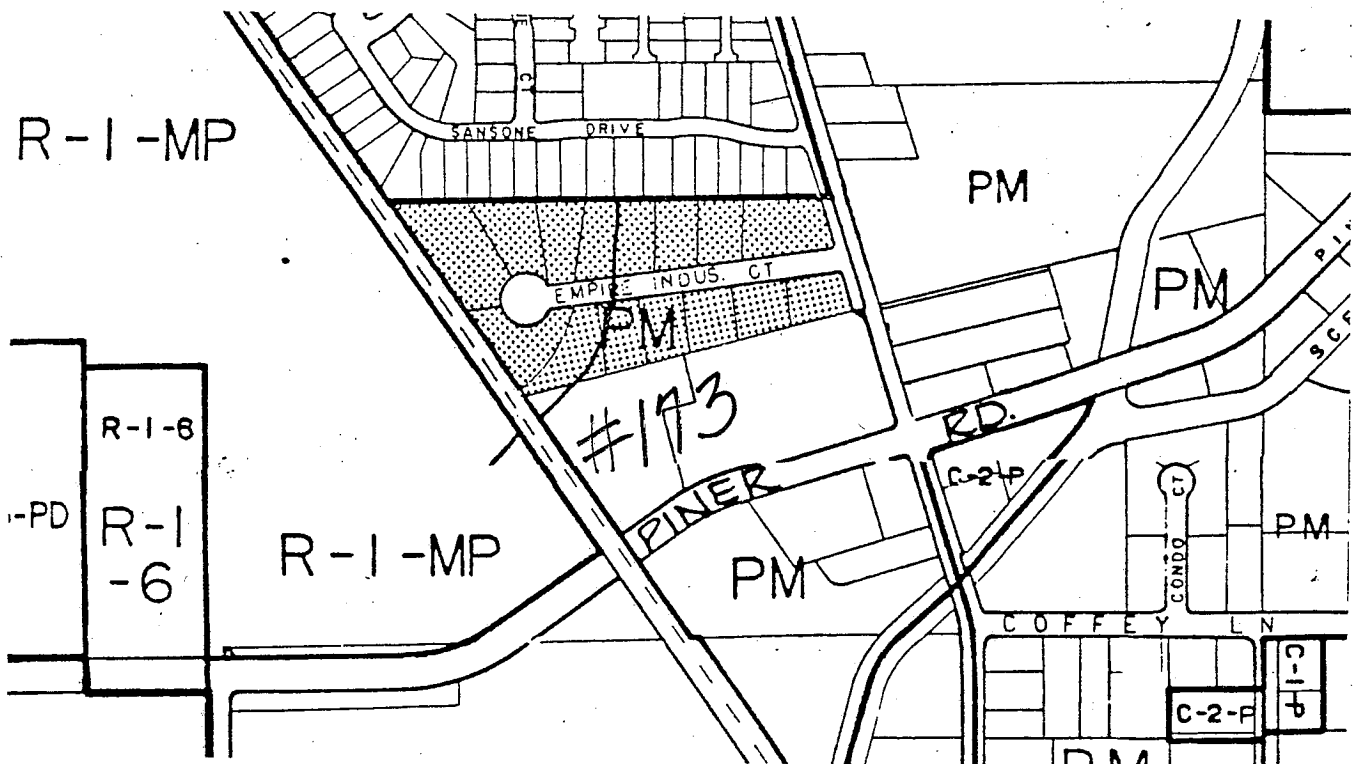 CT
SANSONE DRIVE
R-1-MP
PM
EMPIRE INDUS. CT
PM
PM
#173
R-1-6
RD.
C-2-P
PINER
-PD
R-1
-6
R-1-MP
PM
CONDO CT
PM
COFFEY LN
C-1-P
C-2-P
PM